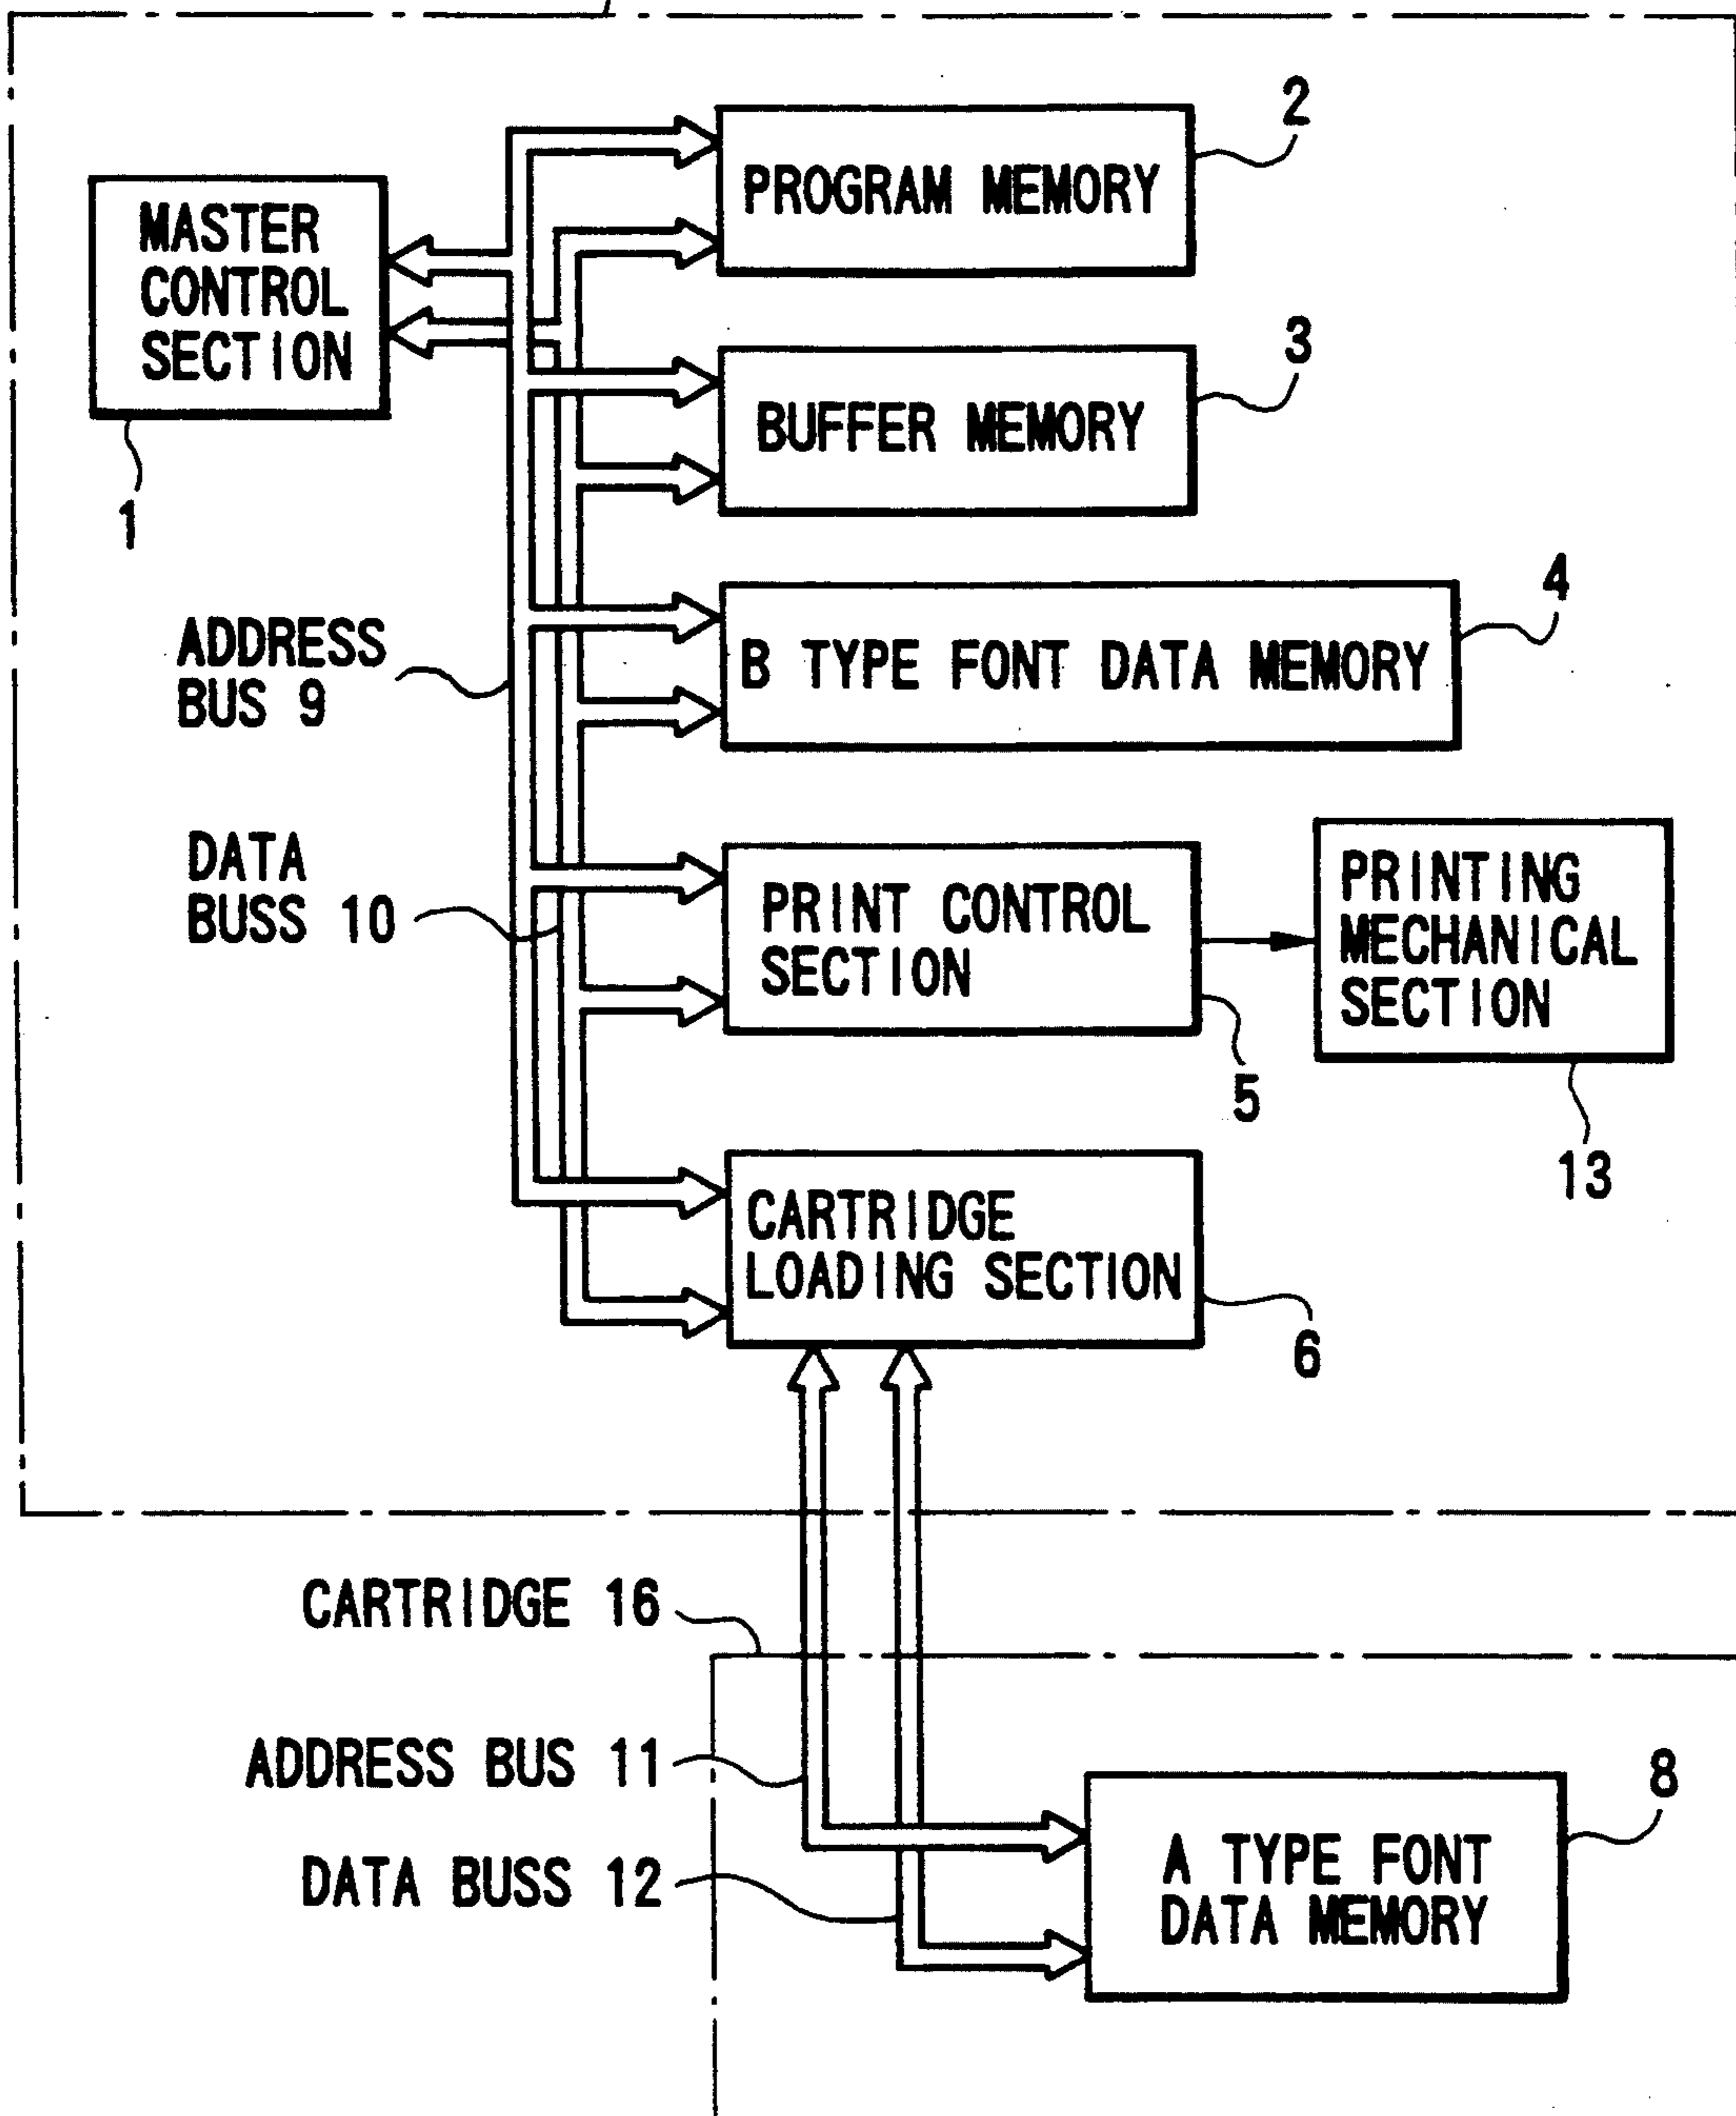 2
PROGRAM MEMORY
MASTER
CONTROL
SECTION
1
3
BUFFER MEMORY
4
B TYPE FONT DATA MEMORY
ADDRESS
BUS 9
DATA
BUSS 10
PRINT CONTROL
SECTION
5
PRINTING
MECHANICAL
SECTION
13
CARTRIDGE
LOADING SECTION
6
CARTRIDGE 16
ADDRESS BUS 11
DATA BUSS 12
8
A TYPE FONT
DATA MEMORY